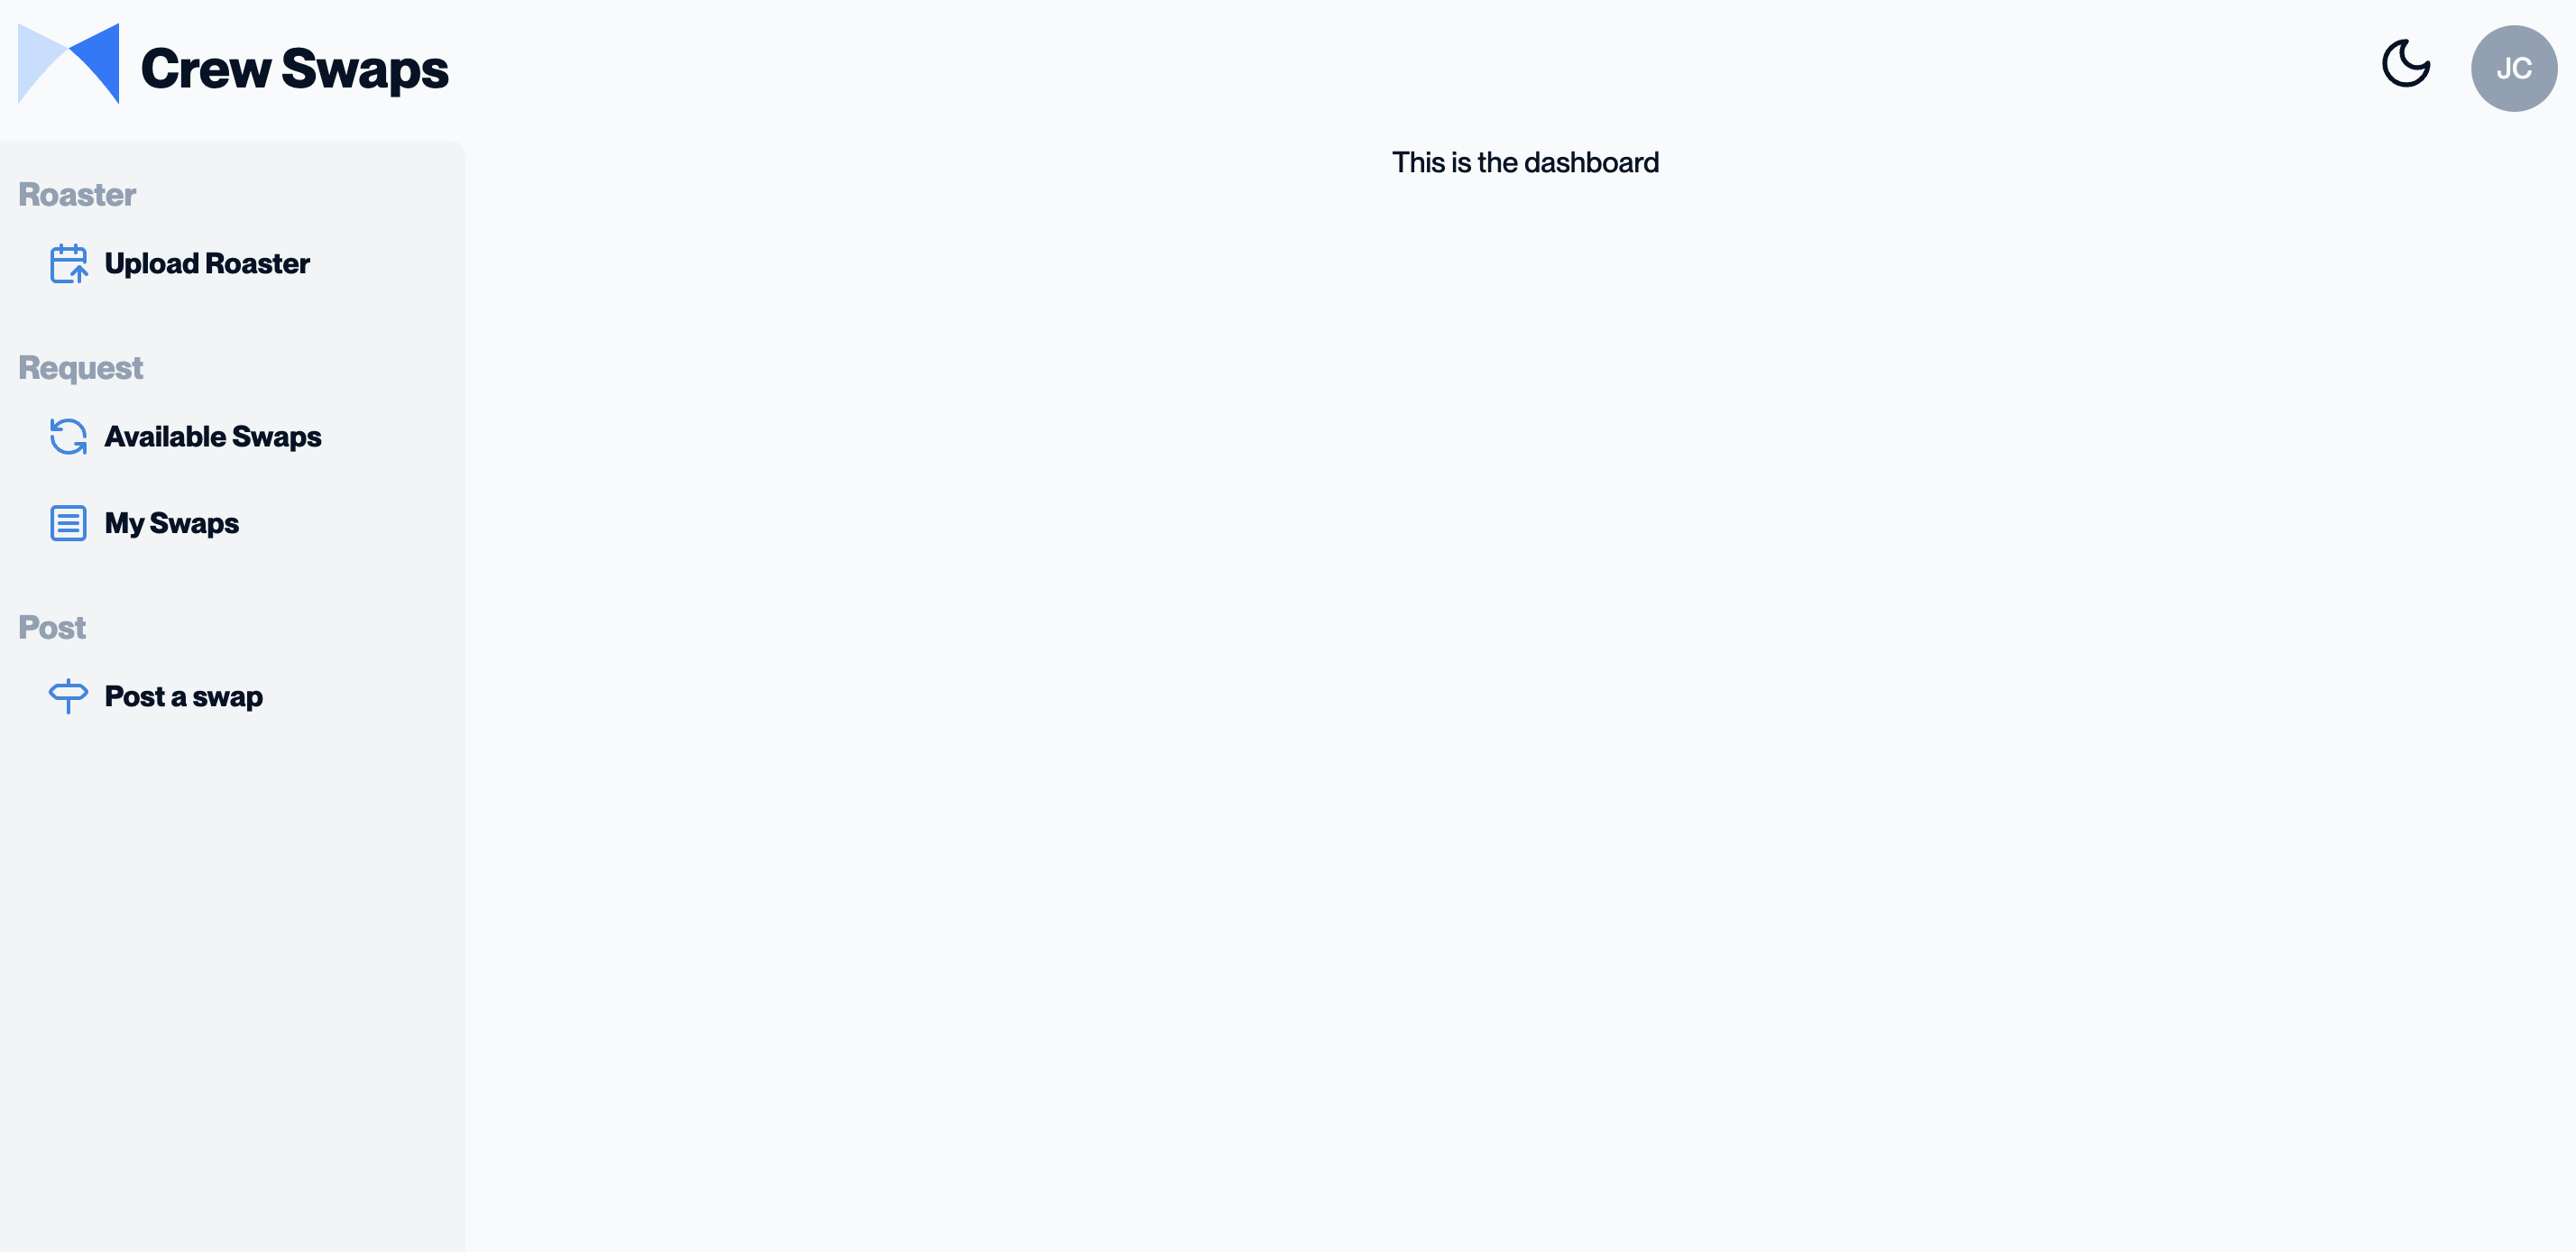 Crew Swaps
JC
This is the dashboard
Roaster
Upload Roaster
Request
Available Swaps
My Swaps
Post
Post a swap